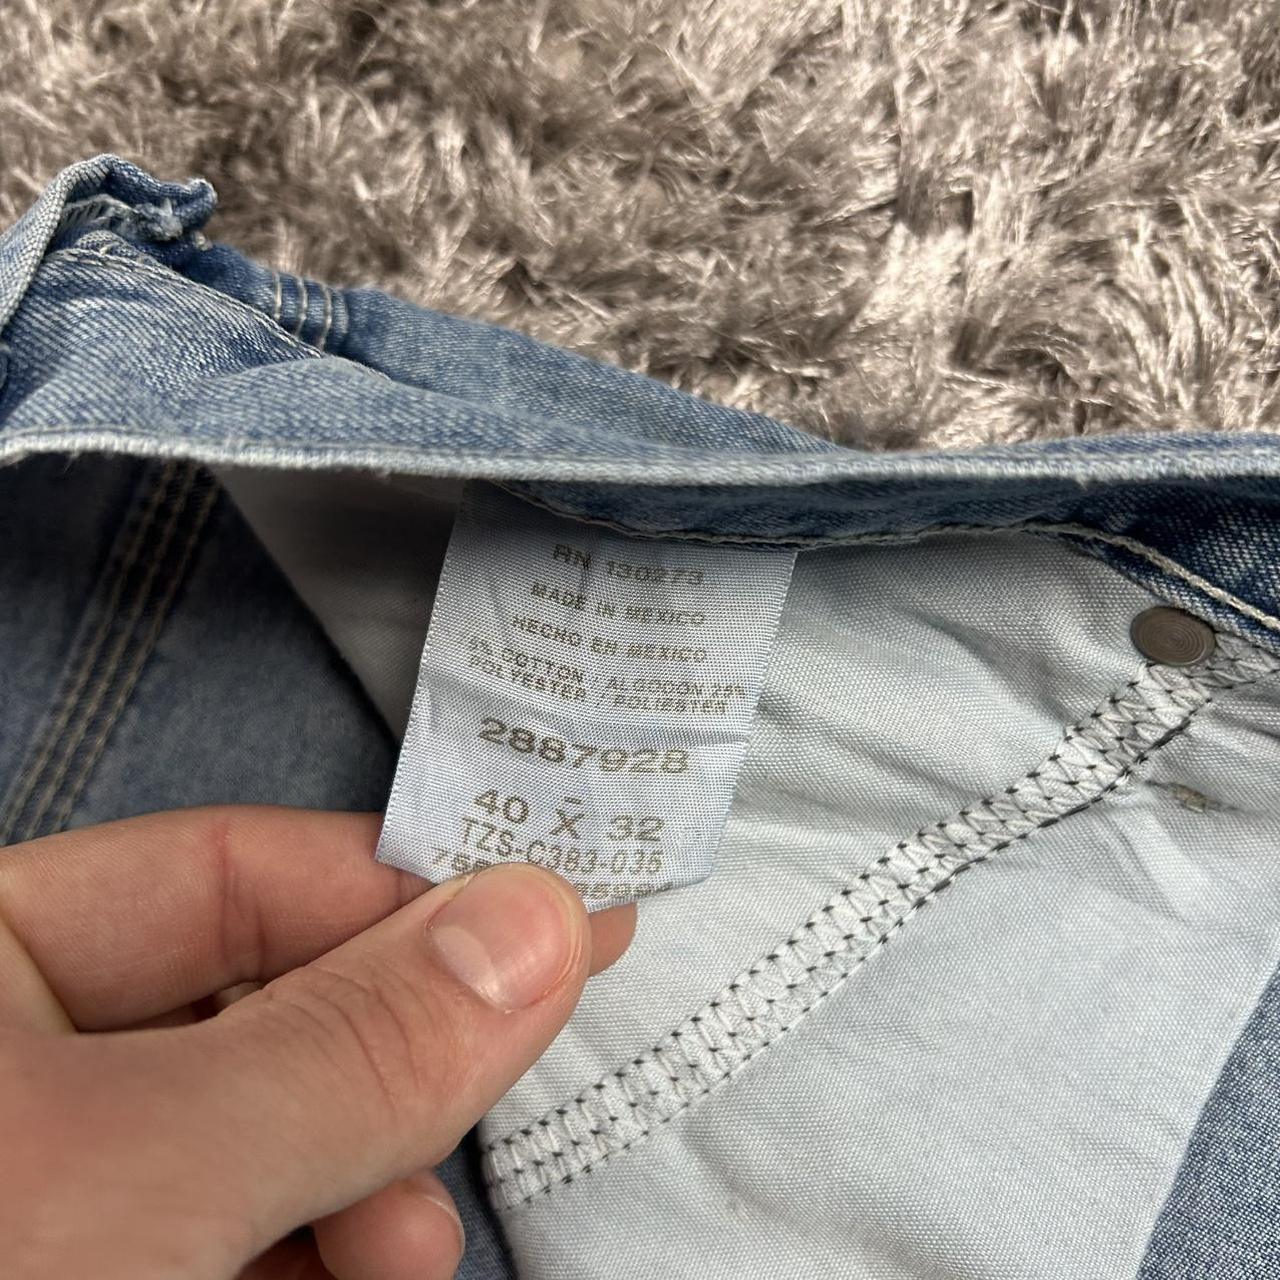 RN 130273
MADE IN MEXICO
HECHO EN MEXICO
COTTON / ALGODON
POLYESTER / POLIESTER
2887928
40 X 32
TZS-C383-035